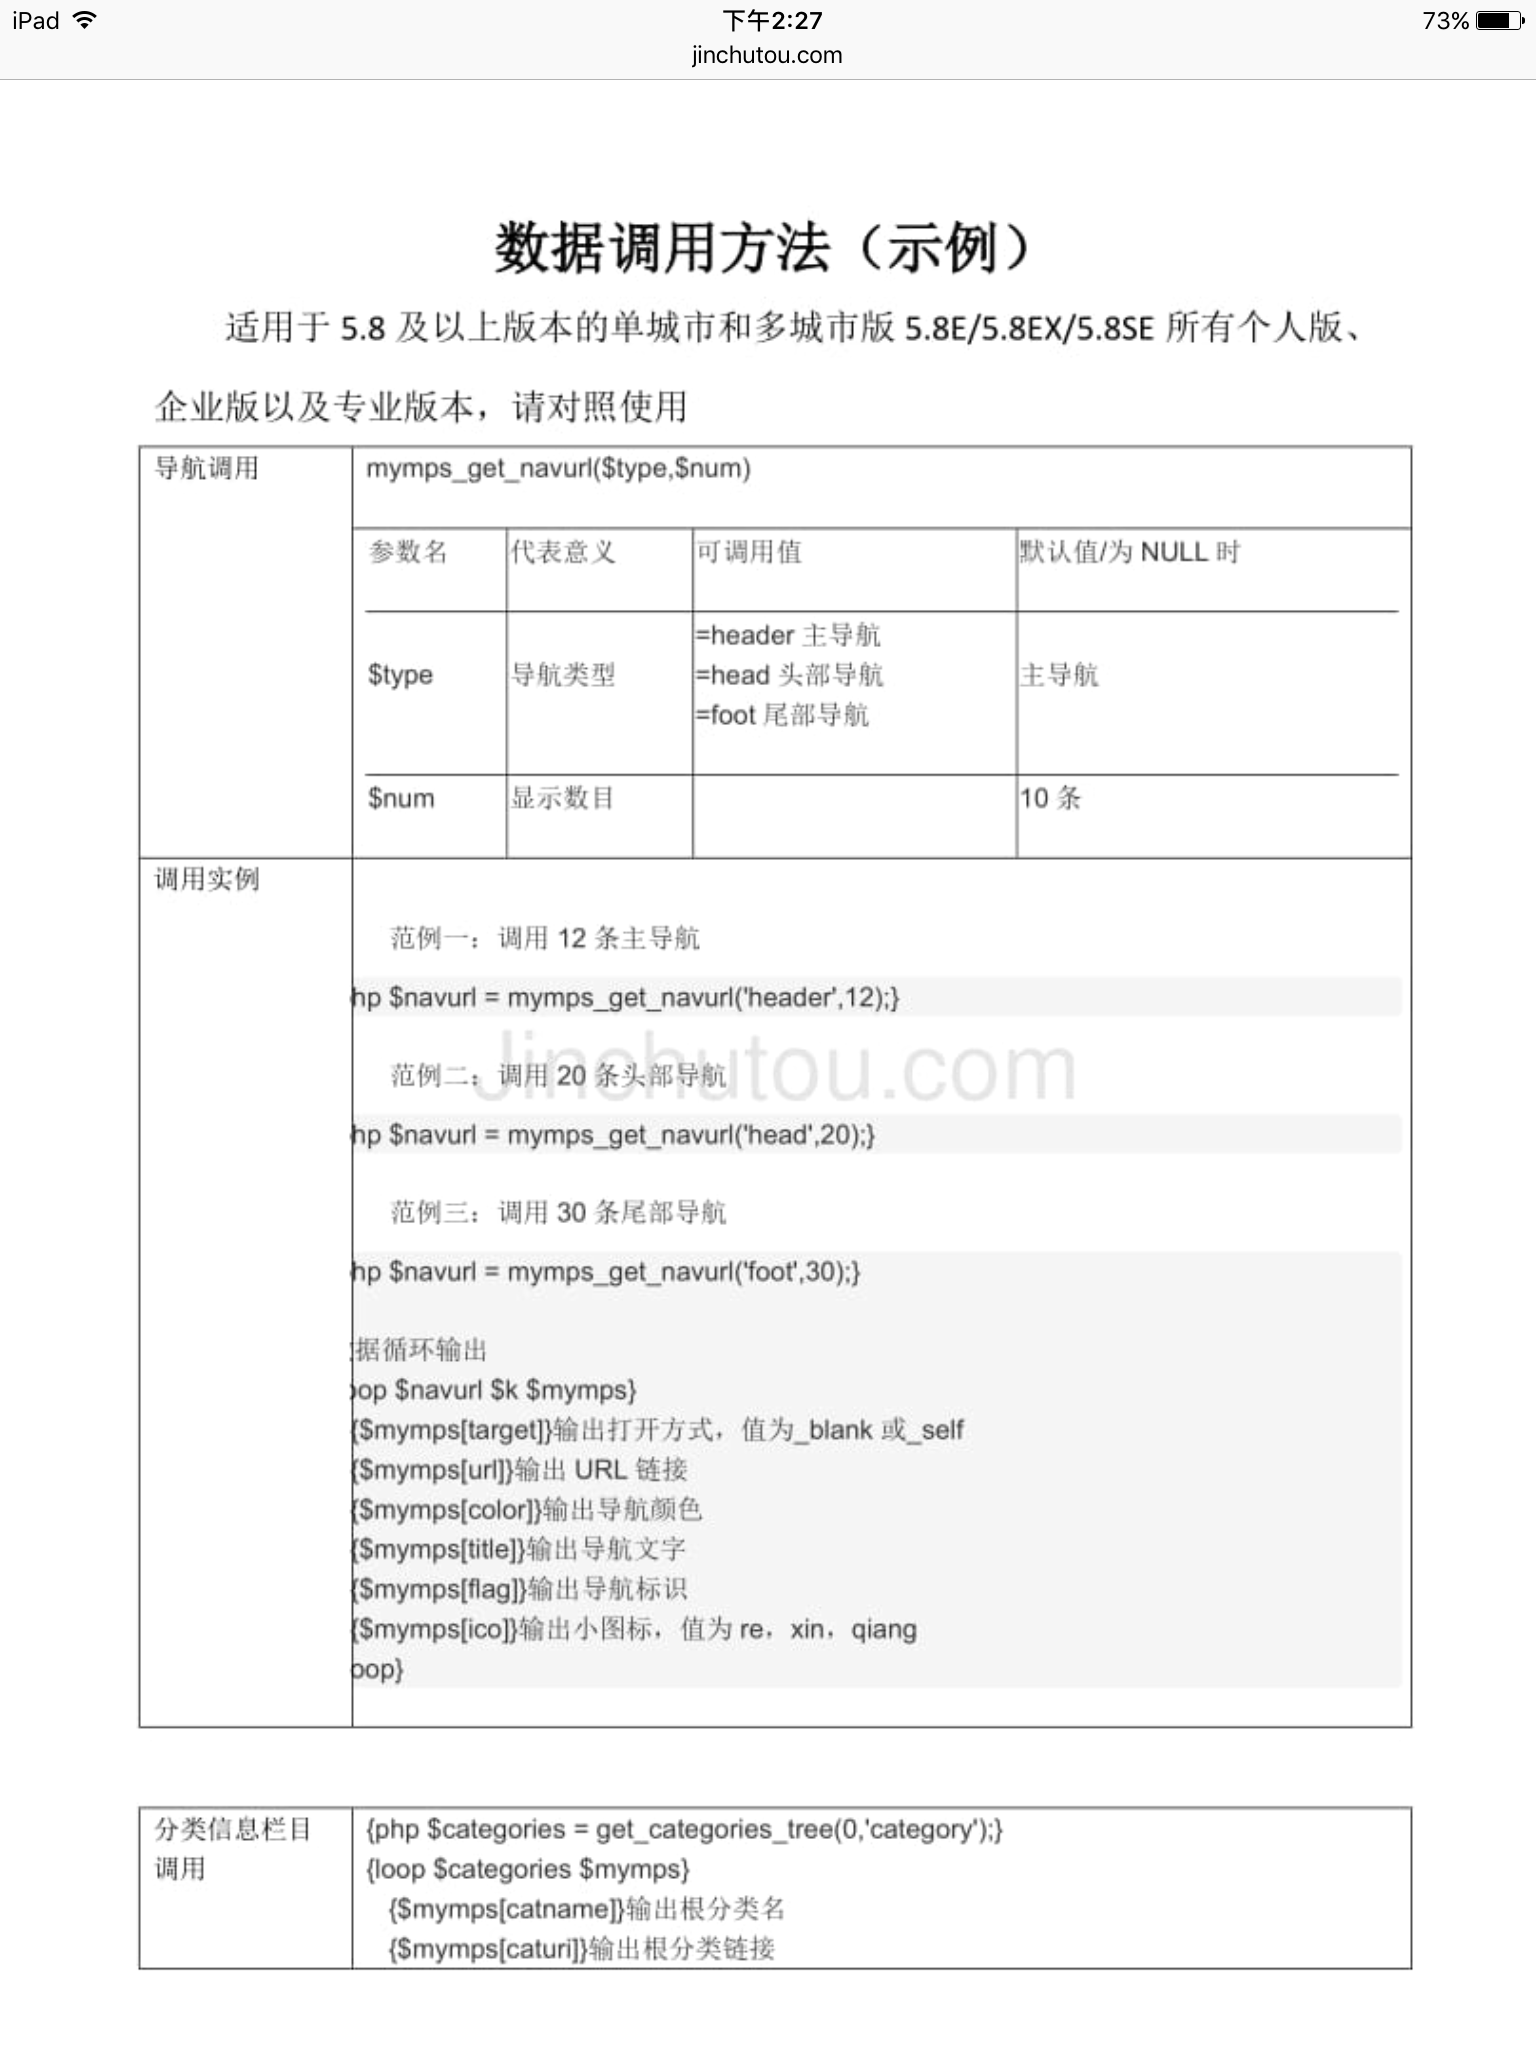 iPad 下午2:27 73%
jinchutou.com
数据调用方法（示例）
适用于 5.8 及以上版本的单城市和多城市版 5.8E/5.8EX/5.8SE 所有个人版、
企业版以及专业版本，请对照使用
导航调用 mymps_get_navurl($type,$num)
参数名 代表意义 可调用值 默认值/为 NULL 时
=header 主导航
$type 导航类型 =head 头部导航 主导航
=foot 尾部导航
$num 显示数目 10 条
调用实例
范例一：调用 12 条主导航
hp $navurl = mymps_get_navurl('header',12);}
Jinchutou.com
范例二：调用 20 条头部导航
hp $navurl = mymps_get_navurl('head',20);}
范例三：调用 30 条尾部导航
hp $navurl = mymps_get_navurl('foot',30);}
据循环输出
oop $navurl $k $mymps}
{$mymps[target]}输出打开方式，值为_blank 或_self
{$mymps[url]}输出 URL 链接
{$mymps[color]}输出导航颜色
{$mymps[title]}输出导航文字
{$mymps[flag]}输出导航标识
{$mymps[ico]}输出小图标，值为 re，xin，qiang
oop}
分类信息栏目 {php $categories = get_categories_tree(0,'category');}
调用 {loop $categories $mymps}
{$mymps[catname]}输出根分类名
{$mymps[caturi]}输出根分类链接